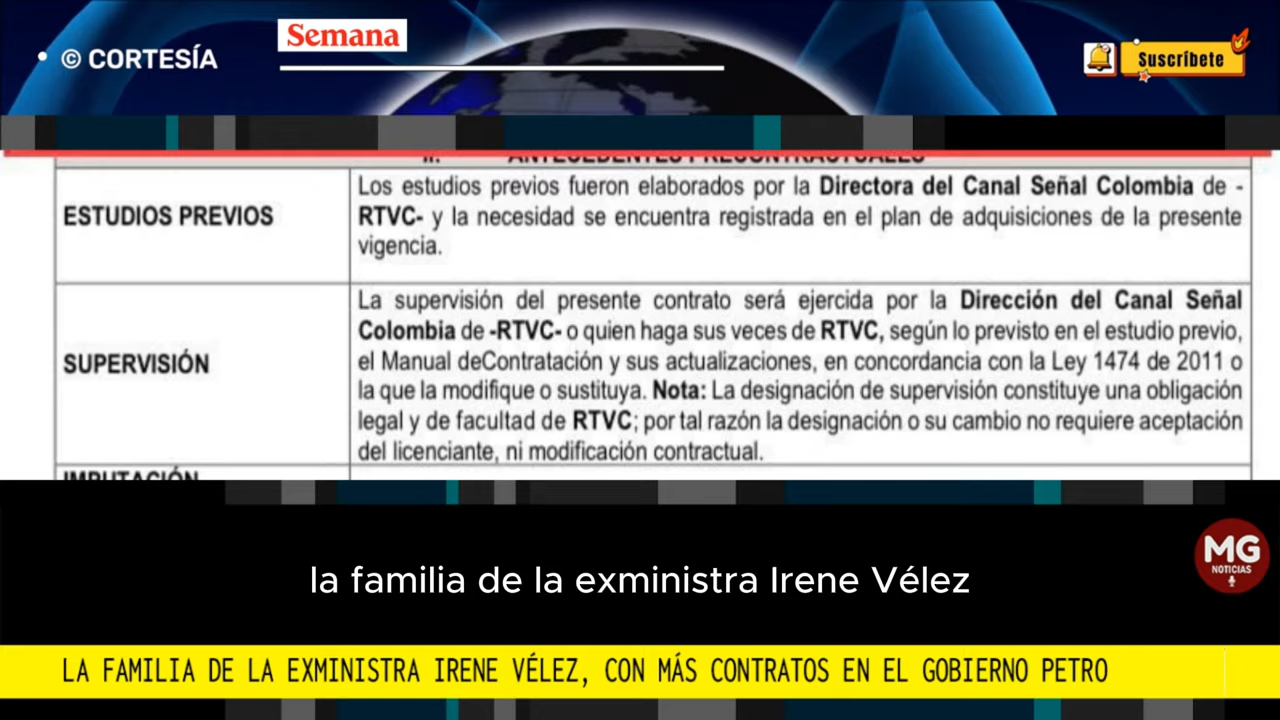 © CORTESÍA
Semana
Suscríbete
II. ANTECEDENTES PRECONTRACTUALES
ESTUDIOS PREVIOS
Los estudios previos fueron elaborados por la Directora del Canal Señal Colombia de -
RTVC- y la necesidad se encuentra registrada en el plan de adquisiciones de la presente
vigencia.
SUPERVISIÓN
La supervisión del presente contrato será ejercida por la Dirección del Canal Señal
Colombia de -RTVC- o quien haga sus veces de RTVC, según lo previsto en el estudio previo,
el Manual deContratación y sus actualizaciones, en concordancia con la Ley 1474 de 2011 o
la que la modifique o sustituya. Nota: La designación de supervisión constituye una obligación
legal y de facultad de RTVC; por tal razón la designación o su cambio no requiere aceptación
del licenciante, ni modificación contractual.
IMPUTACIÓN
MG
NOTICIAS
la familia de la exministra Irene Vélez
LA FAMILIA DE LA EXMINISTRA IRENE VÉLEZ, CON MÁS CONTRATOS EN EL GOBIERNO PETRO